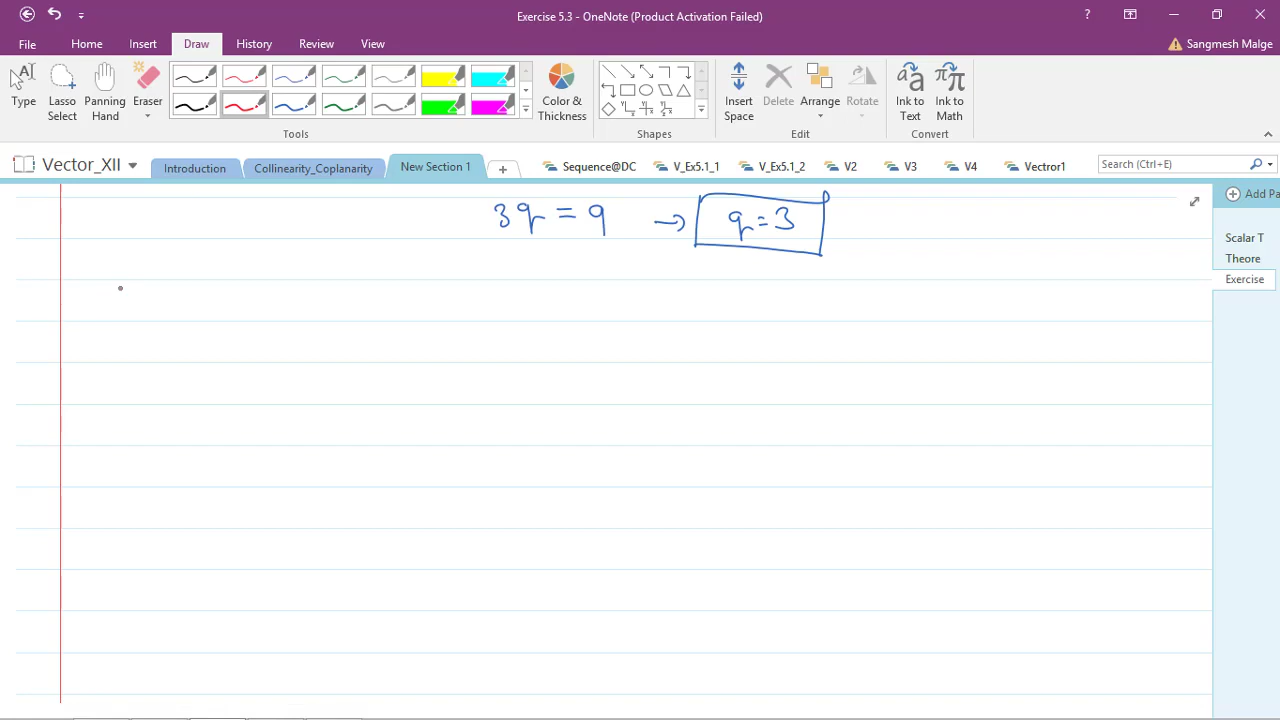 Exercise 5.3 - OneNote (Product Activation Failed)
?
File Home Insert Draw History Review View Sangmesh Malge
Type
Lasso Select
Panning Hand
Eraser
Color & Thickness
Insert Space
Delete
Arrange
Rotate
Ink to Text
Ink to Math
Tools Shapes Edit Convert
Vector_XII Introduction Collinearity_Coplanarity New Section 1 Sequence@DC V_Ex5.1_1 V_Ex5.1_2 V2 V3 V4 Vectror1 Search (Ctrl+E)
Add Pa
3q = 9 → q = 3
Scalar T
Theore
Exercise